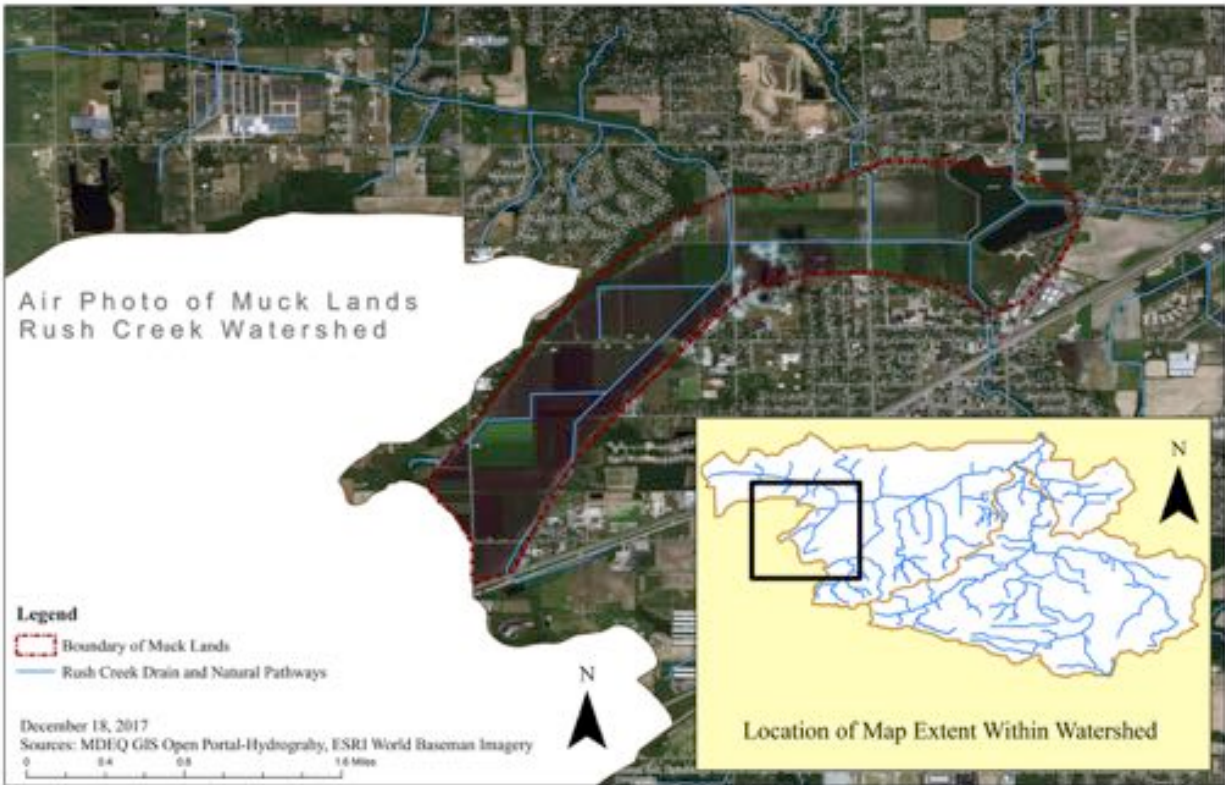 Air Photo of Muck Lands
Rush Creek Watershed
Legend
Boundary of Muck Lands
Rush Creek Drain and Natural Pathways
N
December 18, 2017
Sources: MDEQ GIS Open Portal-Hydrograhy, ESRI World Baseman Imagery
0 0.4 0.8 1.6 Miles
N
Location of Map Extent Within Watershed